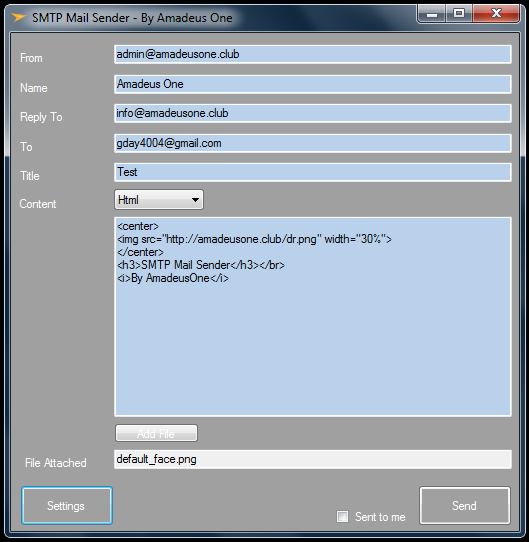 SMTP Mail Sender - By Amadeus One
From admin@amadeusone.club
Name Amadeus One
Reply To info@amadeusone.club
To gday4004@gmail.com
Title Test
Content Html
<center>
<img src="http://amadeusone.club/dr.png" width="30%">
</center>
<h3>SMTP Mail Sender</h3></br>
<i>By AmadeusOne</i>
Add File
File Attached default_face.png
Settings Sent to me Send